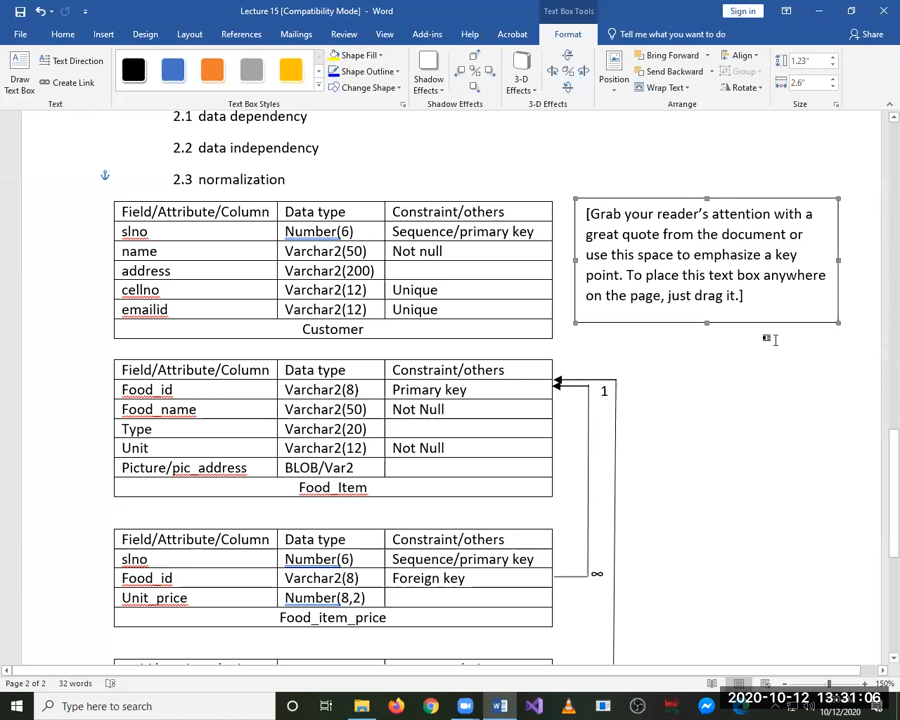 Lecture 15 [Compatibility Mode] - Word
Text Box Tools
Sign in
File Home Insert Design Layout References Mailings Review View Add-ins Help Acrobat Format Tell me what you want to do Share
Draw Text Box
Text Direction
Create Link
Text
Text Box Styles
Shape Fill
Shape Outline
Change Shape
Shadow Effects
Shadow Effects
3-D Effects
3-D Effects
Position
Bring Forward
Send Backward
Wrap Text
Align
Group
Rotate
Arrange
1.23"
2.6"
Size
2.1 data dependency
2.2 data independency
2.3 normalization
Field/Attribute/Column Data type Constraint/others
slno Number(6) Sequence/primary key
name Varchar2(50) Not null
address Varchar2(200)
cellno Varchar2(12) Unique
emailid Varchar2(12) Unique
Customer
[Grab your reader's attention with a
great quote from the document or
use this space to emphasize a key
point. To place this text box anywhere
on the page, just drag it.]
Field/Attribute/Column Data type Constraint/others
Food_id Varchar2(8) Primary key
Food_name Varchar2(50) Not Null
Type Varchar2(20)
Unit Varchar2(12) Not Null
Picture/pic_address BLOB/Var2
Food_Item
1
Field/Attribute/Column Data type Constraint/others
slno Number(6) Sequence/primary key
Food_id Varchar2(8) Foreign key
Unit_price Number(8,2)
Food_item_price
∞
Page 2 of 2 32 words
150%
Type here to search
2020-10-12 13:31:06
10/12/2020